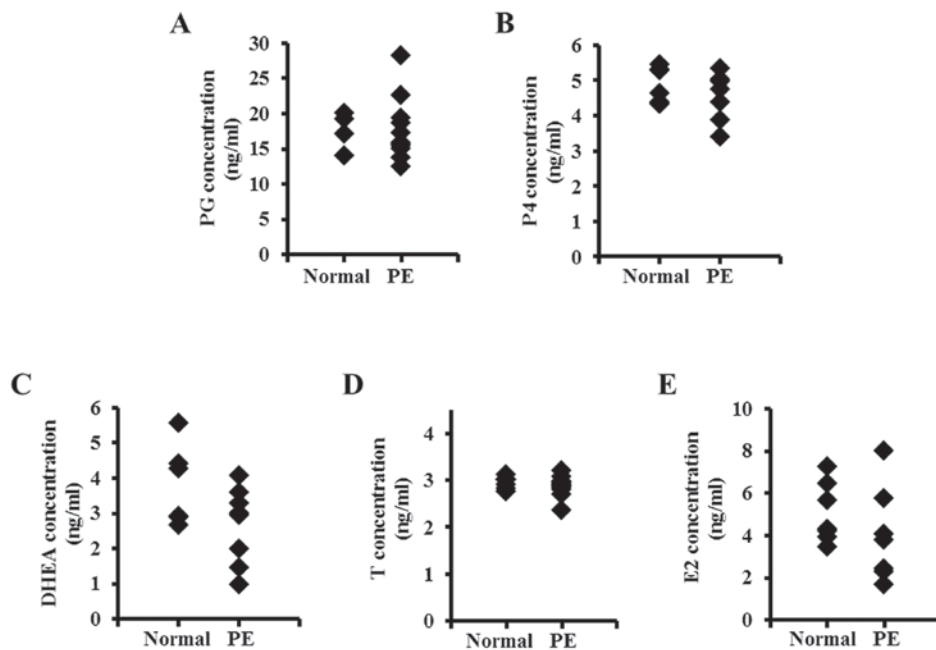 A
PG concentration
(ng/ml)
30
25
20
15
10
5
0
Normal PE
B
P4 concentration
(ng/ml)
6
5
4
3
2
1
0
Normal PE
C
DHEA concentration
(ng/ml)
6
5
4
3
2
1
0
Normal PE
D
T concentration
(ng/ml)
4
3
2
1
0
Normal PE
E
E2 concentration
(ng/ml)
10
8
6
4
2
0
Normal PE